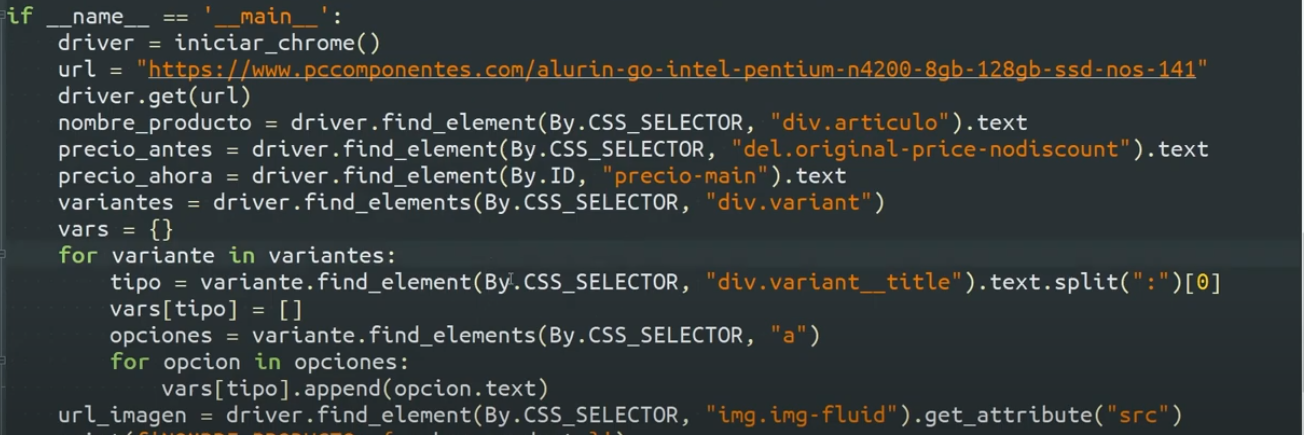 if __name__ == '__main__':
    driver = iniciar_chrome()
    url = "https://www.pccomponentes.com/alurin-go-intel-pentium-n4200-8gb-128gb-ssd-nos-141"
    driver.get(url)
    nombre_producto = driver.find_element(By.CSS_SELECTOR, "div.articulo").text
    precio_antes = driver.find_element(By.CSS_SELECTOR, "del.original-price-nodiscount").text
    precio_ahora = driver.find_element(By.ID, "precio-main").text
    variantes = driver.find_elements(By.CSS_SELECTOR, "div.variant")
    vars = {}
    for variante in variantes:
        tipo = variante.find_element(By.CSS_SELECTOR, "div.variant__title").text.split(":")[0]
        vars[tipo] = []
        opciones = variante.find_elements(By.CSS_SELECTOR, "a")
        for opcion in opciones:
            vars[tipo].append(opcion.text)
    url_imagen = driver.find_element(By.CSS_SELECTOR, "img.img-fluid").get_attribute("src")